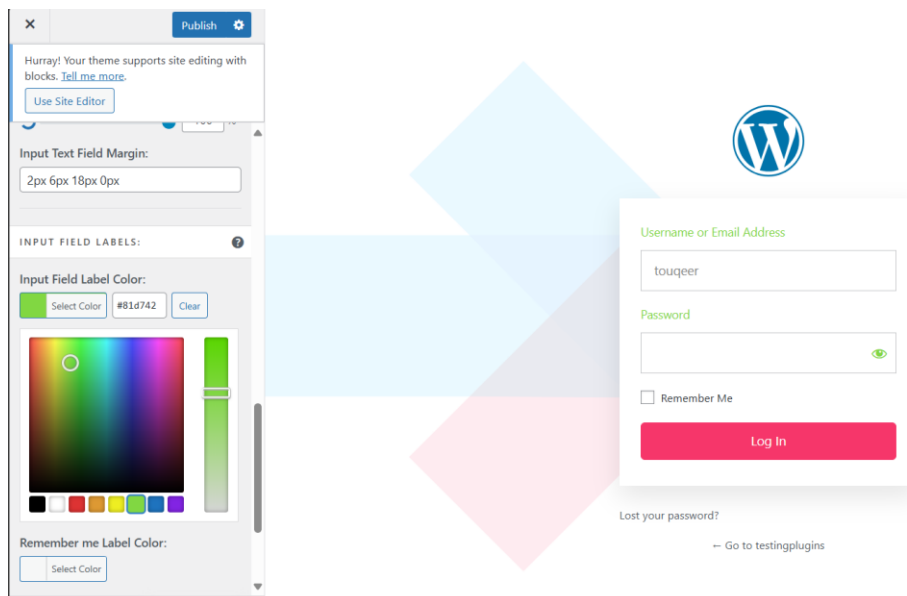 Publish
Hurray! Your theme supports site editing with
blocks. Tell me more.
Use Site Editor
Input Text Field Margin:
2px 6px 18px 0px
INPUT FIELD LABELS:
Input Field Label Color:
Select Color
#81d742
Clear
Remember me Label Color:
Select Color
Username or Email Address
touqeer
Password
Remember Me
Log In
Lost your password?
← Go to testingplugins